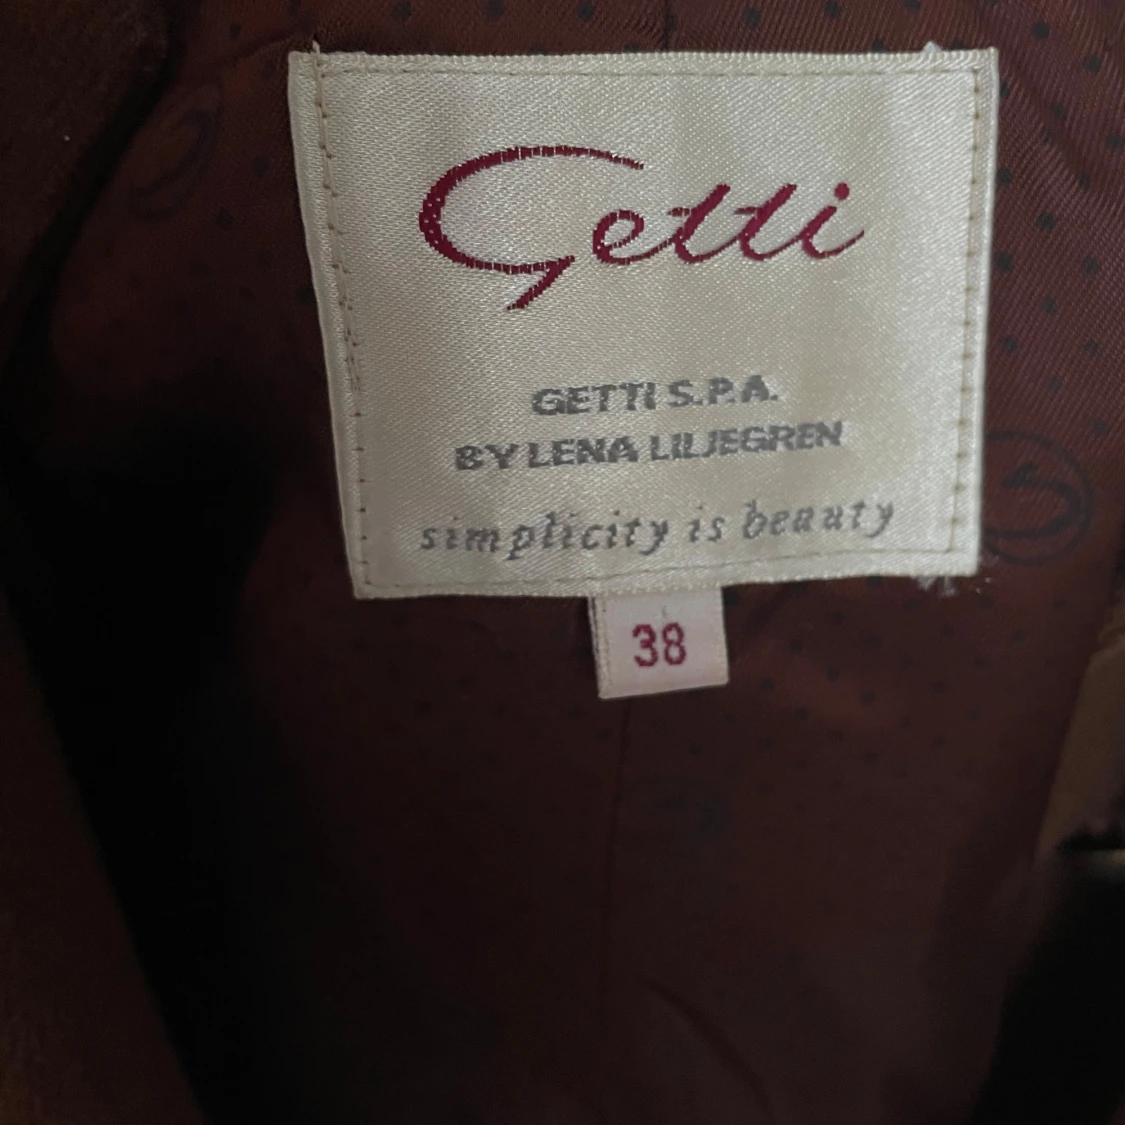 Getti
GETTI S.P.A.
BY LENA LILJEGREN
simplicity is beauty
38